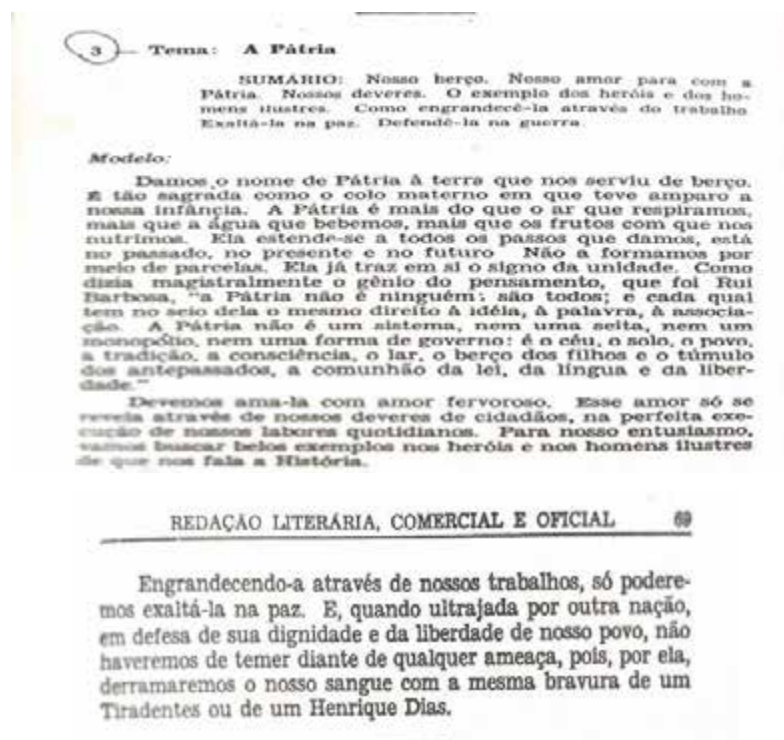 3 — Tema: A Pátria
SUMÁRIO: Nosso berço. Nosso amor para com a
Pátria. Nossos deveres. O exemplo dos heróis e dos ho-
mens ilustres. Como engrandecê-la através do trabalho
Exaltá-la na paz. Defendê-la na guerra.
Modelo:
Damos o nome de Pátria à terra que nos serviu de berço.
É tão sagrada como o colo materno em que teve amparo a
nossa infância. A Pátria é mais do que o ar que respiramos,
mais que a água que bebemos, mais que os frutos com que nos
nutrimos. Ela estende-se a todos os passos que damos, está
no passado, no presente e no futuro Não a formamos por
meio de parcelas. Ela já traz em si o signo da unidade. Como
dizia magistralmente o gênio do pensamento, que foi Rui
Barbosa, "a Pátria não é ninguém: são todos; e cada qual
tem no seio dela o mesmo direito à idéia, à palavra, à associa-
ção. A Pátria não é um sistema, nem uma seita, nem um
monopólio, nem uma forma de governo: é o céu, o solo, o povo,
a tradição, a consciência, o lar, o berço dos filhos e o túmulo
dos antepassados, a comunhão da lei, da língua e da liber-
dade."
Devemos ama-la com amor fervoroso. Esse amor só se
revela através de nossos deveres de cidadãos, na perfeita exe-
cução de nossos labores quotidianos. Para nosso entusiasmo,
vamos buscar belos exemplos nos heróis e nos homens ilustres
de que nos fala a História.
REDAÇÃO LITERÁRIA, COMERCIAL E OFICIAL 69
Engrandecendo-a através de nossos trabalhos, só podere-
mos exaltá-la na paz. E, quando ultrajada por outra nação,
em defesa de sua dignidade e da liberdade de nosso povo, não
haveremos de temer diante de qualquer ameaça, pois, por ela,
derramaremos o nosso sangue com a mesma bravura de um
Tiradentes ou de um Henrique Dias.